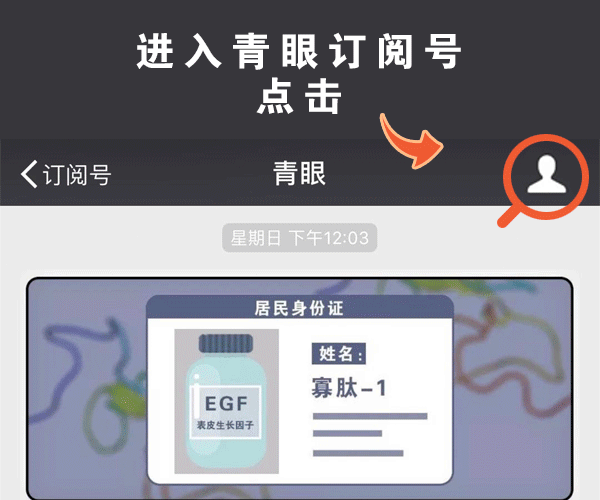 进入青眼订阅号
点击
订阅号
青眼
星期日 下午12:03
居民身份证
姓名:
寡肽-1
EGF
表皮生长因子